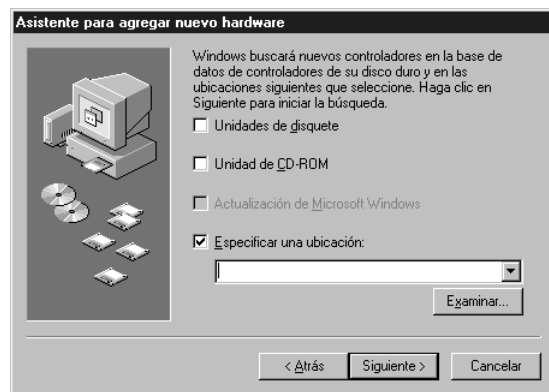 Asistente para agregar nuevo hardware
Windows buscará nuevos controladores en la base de
datos de controladores de su disco duro y en las
ubicaciones siguientes que seleccione. Haga clic en
Siguiente para iniciar la búsqueda.
Unidades de disquete
Unidad de CD-ROM
Actualización de Microsoft Windows
Especificar una ubicación:
Examinar...
< Atrás
Siguiente >
Cancelar